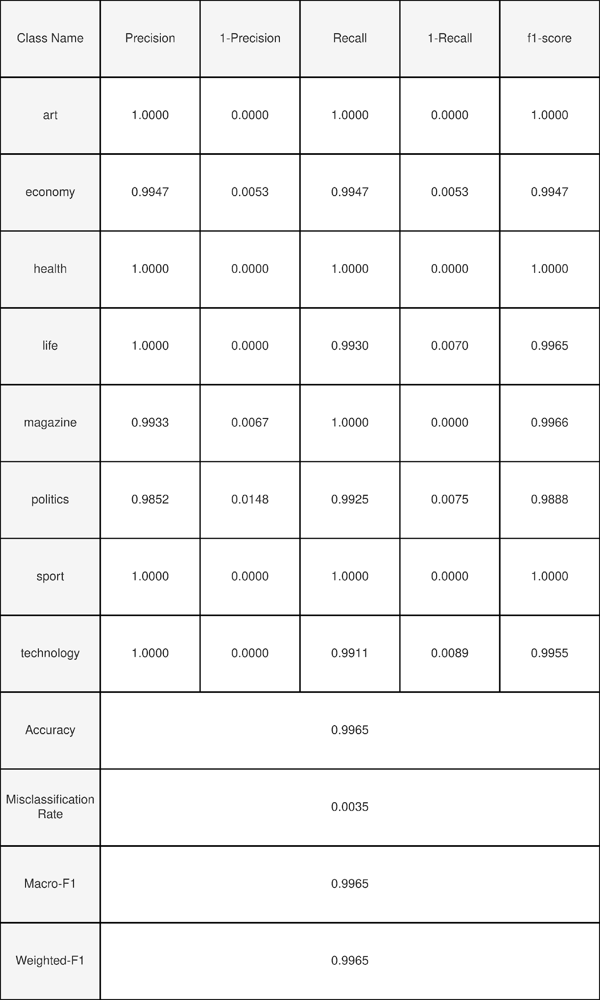 Class Name Precision 1-Precision Recall 1-Recall f1-score
art 1.0000 0.0000 1.0000 0.0000 1.0000
economy 0.9947 0.0053 0.9947 0.0053 0.9947
health 1.0000 0.0000 1.0000 0.0000 1.0000
life 1.0000 0.0000 0.9930 0.0070 0.9965
magazine 0.9933 0.0067 1.0000 0.0000 0.9966
politics 0.9852 0.0148 0.9925 0.0075 0.9888
sport 1.0000 0.0000 1.0000 0.0000 1.0000
technology 1.0000 0.0000 0.9911 0.0089 0.9955
Accuracy 0.9965
Misclassification
Rate 0.0035
Macro-F1 0.9965
Weighted-F1 0.9965